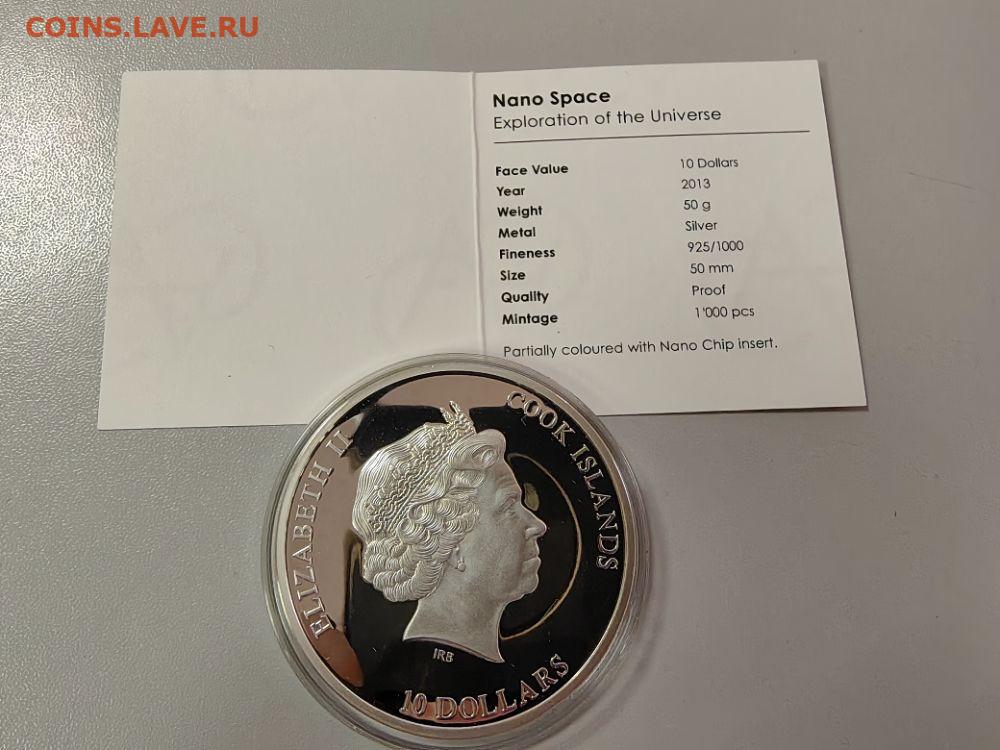 COINS.LAVE.RU
Nano Space
Exploration of the Universe
Face Value 10 Dollars
Year 2013
Weight 50 g
Metal Silver
Fineness 925/1000
Size 50 mm
Quality Proof
Mintage 1'000 pcs
Partially coloured with Nano Chip insert.
ELIZABETH II
COOK ISLANDS
IRB
10 DOLLARS